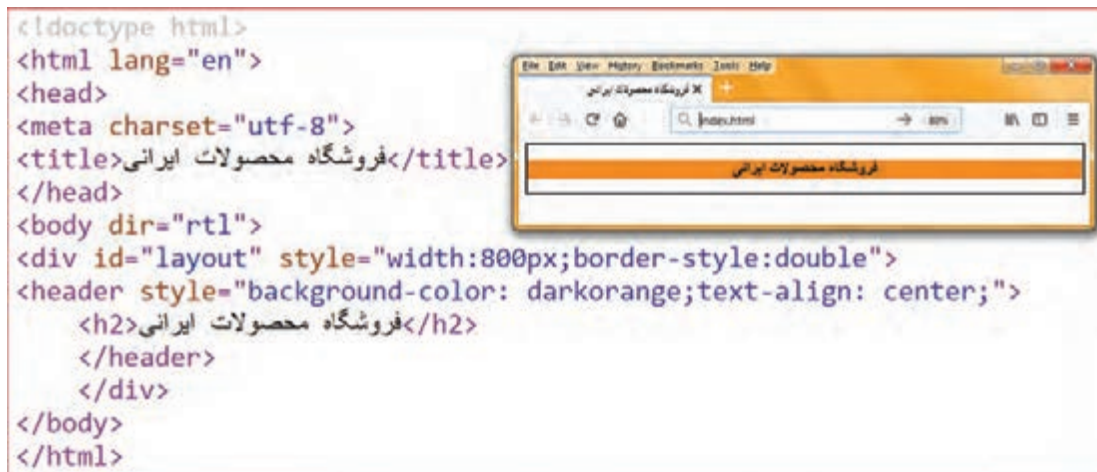 <!doctype html>
<html lang="en">
<head>
<meta charset="utf-8">
<title>فروشگاه محصولات ایرانی</title>
</head>
<body dir="rtl">
<div id="layout" style="width:800px;border-style:double">
<header style="background-color: darkorange;text-align: center;">
<h2>فروشگاه محصولات ایرانی</h2>
</header>
</div>
</body>
</html>
File Edit View History Bookmarks Tools Help
فروشگاه محصولات ایرانی
index.html 80%
فروشگاه محصولات ایرانی